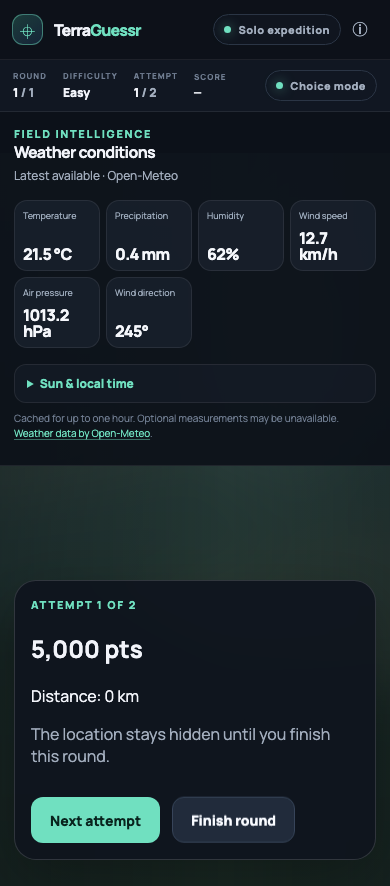 TerraGuessr
Solo expedition
ROUND DIFFICULTY ATTEMPT SCORE
1 / 1 Easy 1 / 2 –
Choice mode
FIELD INTELLIGENCE
Weather conditions
Latest available · Open-Meteo
Temperature Precipitation Humidity Wind speed
21.5 °C 0.4 mm 62% 12.7 km/h
Air pressure Wind direction
1013.2 hPa 245°
Sun & local time
Cached for up to one hour. Optional measurements may be unavailable.
Weather data by Open-Meteo.
ATTEMPT 1 OF 2
5,000 pts
Distance: 0 km
The location stays hidden until you finish
this round.
Next attempt Finish round